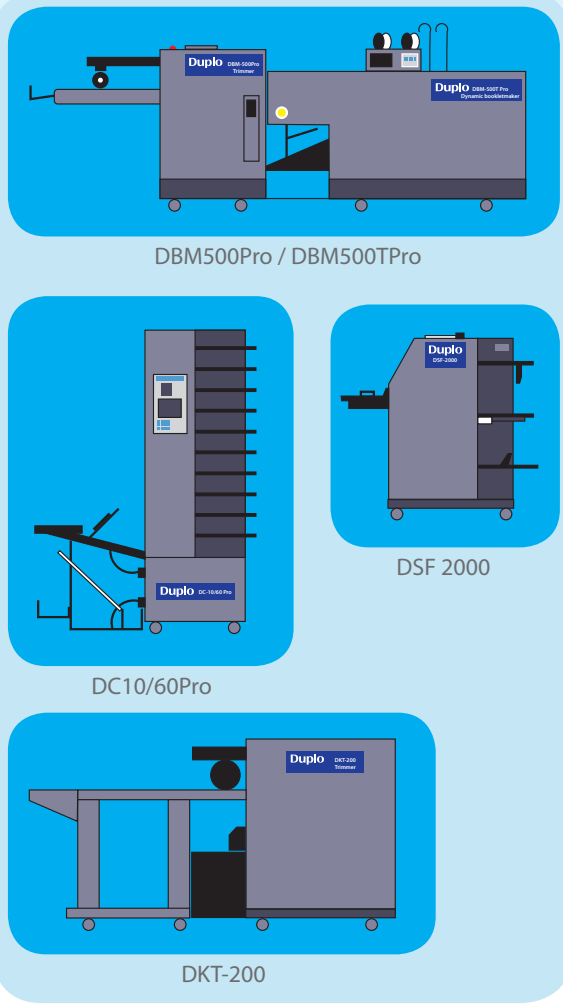 Duplo DBM-500Pro
Trimmer
Duplo DBM-500T Pro
Dynamic bookletmaker
DBM500Pro / DBM500TPro
Duplo
DSF-2000
DSF 2000
Duplo DC-10/60 Pro
DC10/60Pro
Duplo DKT-200
Trimmer
DKT-200